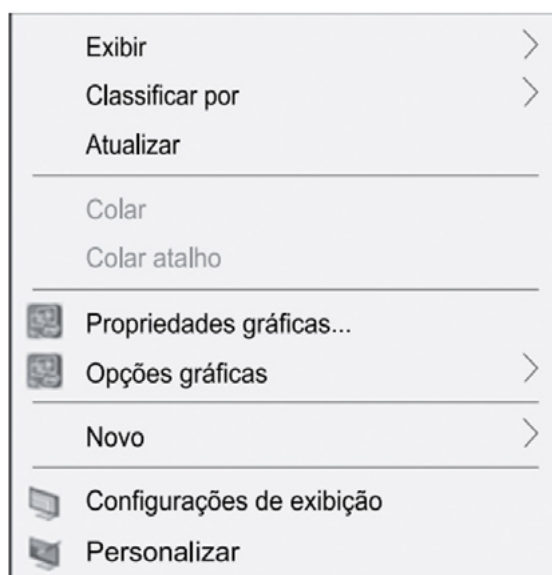 Exibir
Classificar por
Atualizar
Colar
Colar atalho
Propriedades gráficas...
Opções gráficas
Novo
Configurações de exibição
Personalizar